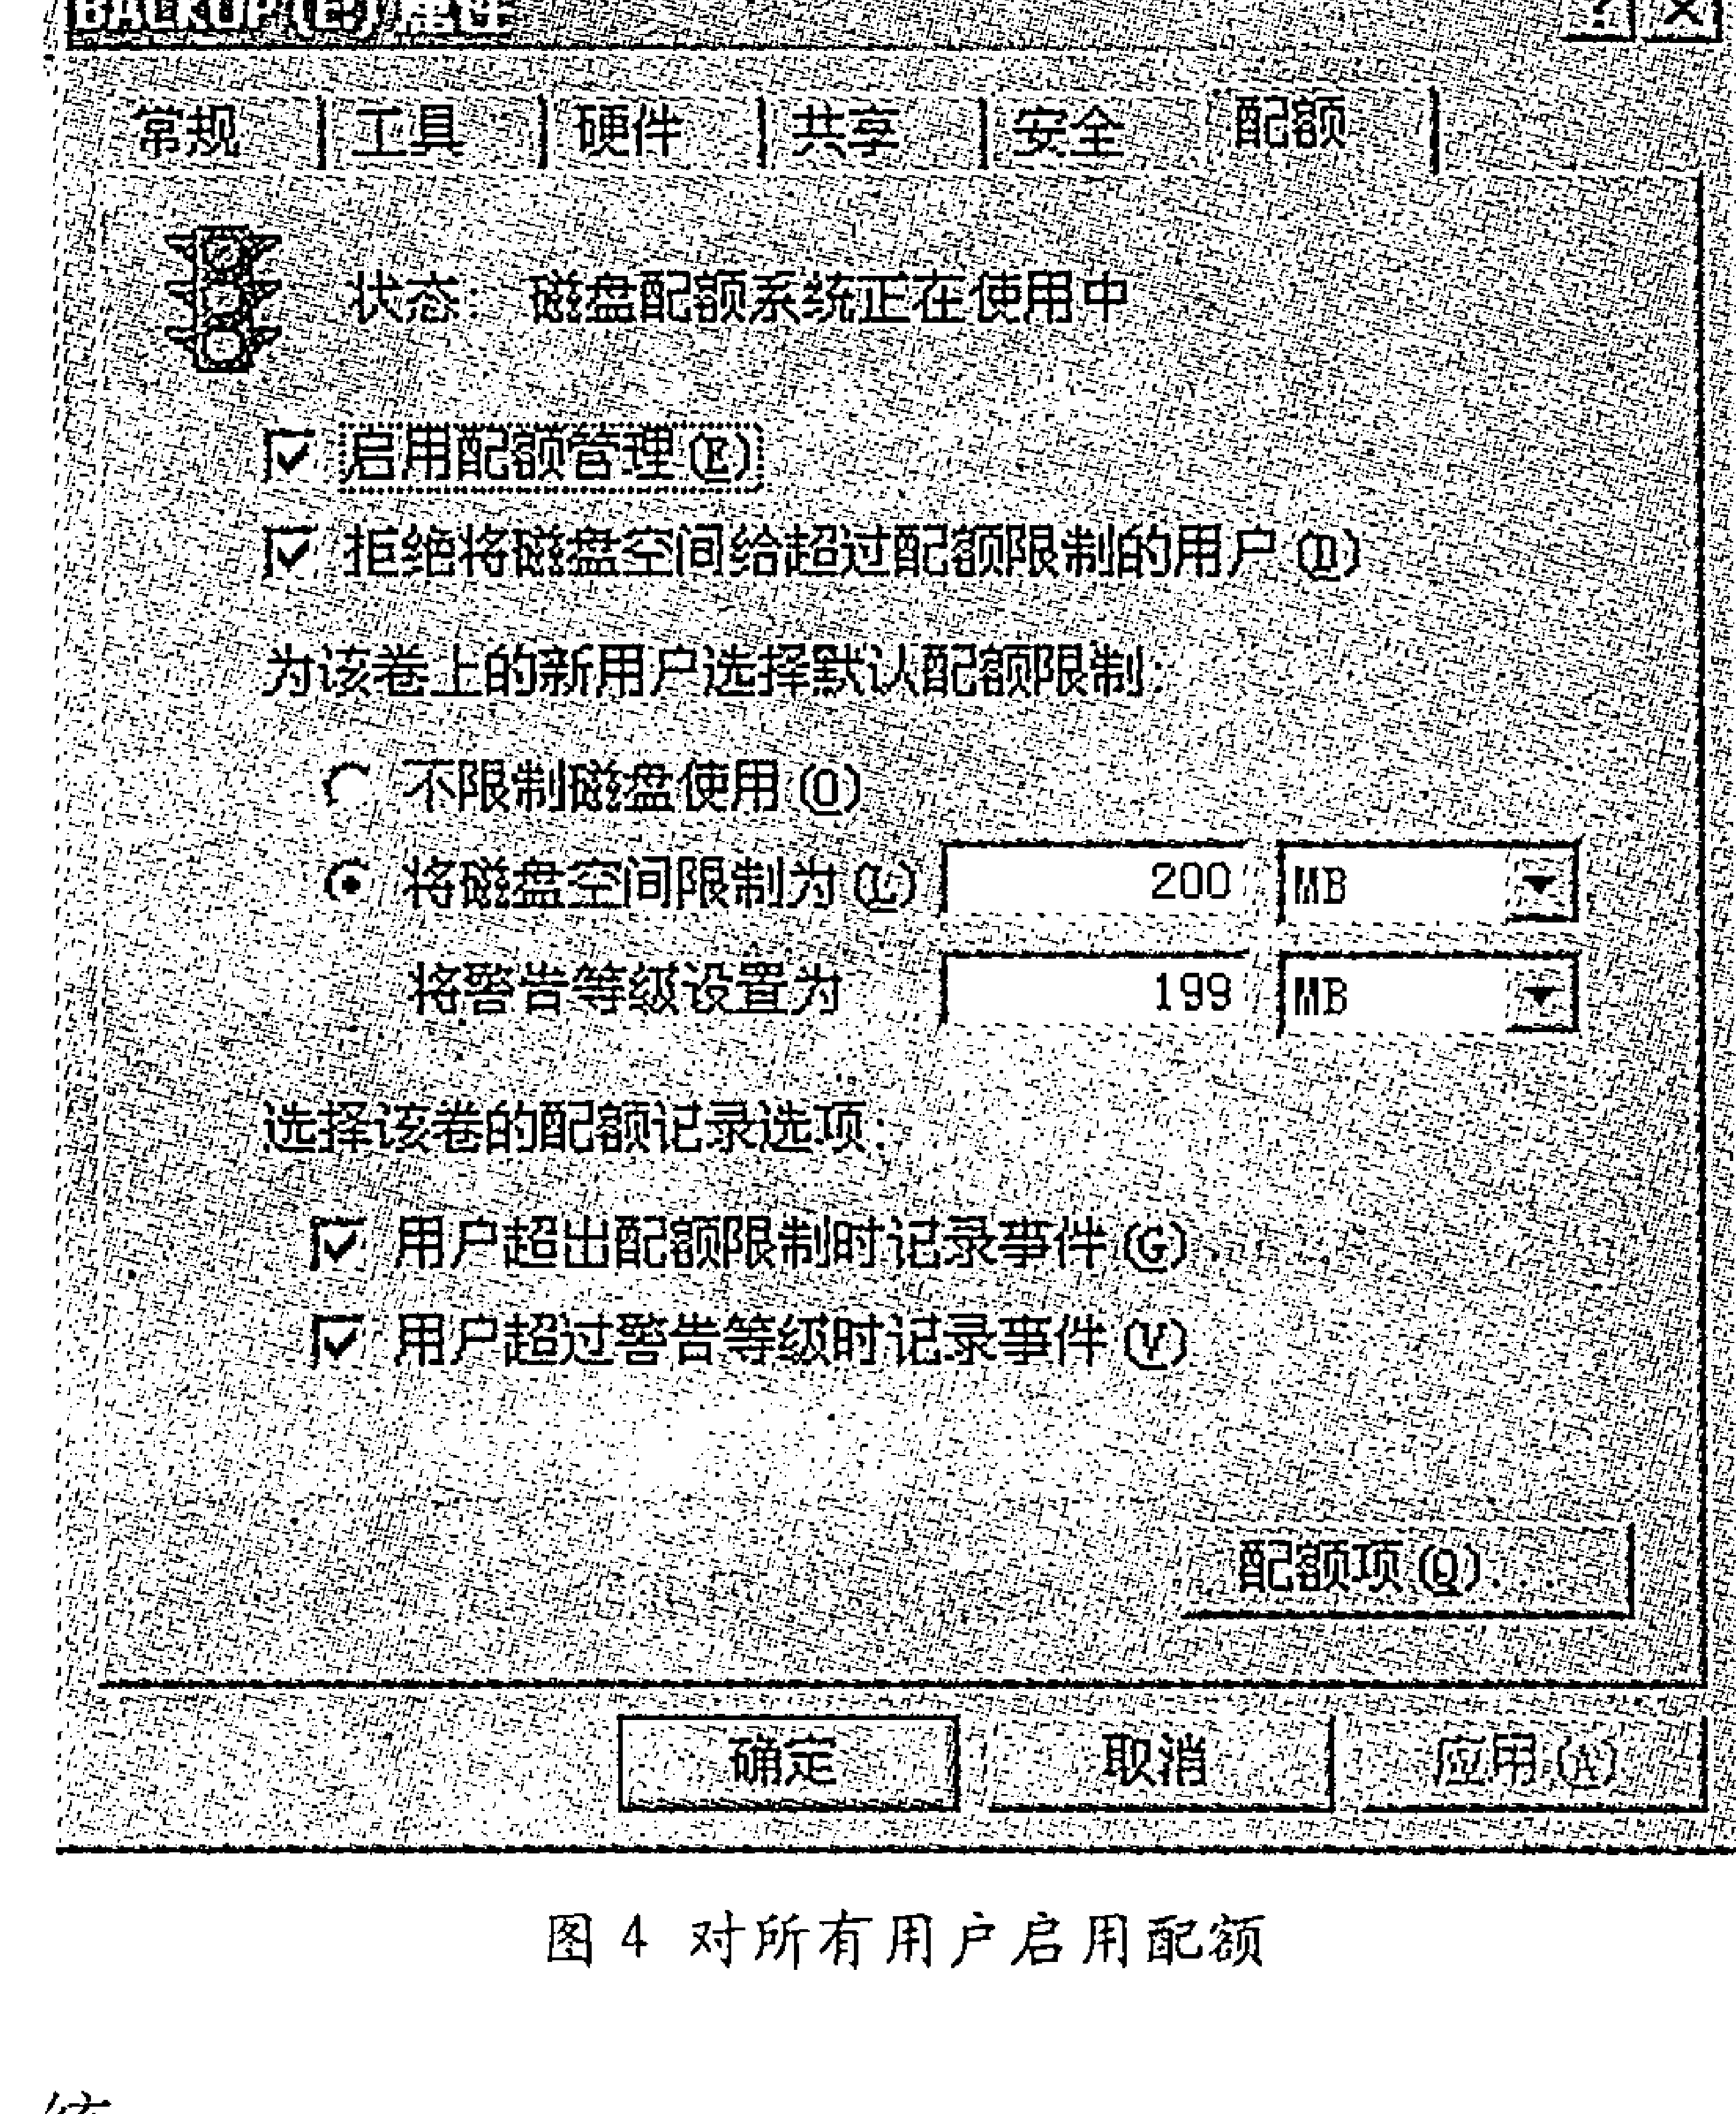 BACKUP (E:) 属性
常规 工具 硬件 共享 安全 配额
状态: 磁盘配额系统正在使用中
启用配额管理(E)
拒绝将磁盘空间给超过配额限制的用户(D)
为该卷上的新用户选择默认配额限制:
不限制磁盘使用(O)
将磁盘空间限制为(L) 200 MB
将警告等级设置为 199 MB
选择该卷的配额记录选项:
用户超出配额限制时记录事件(G)
用户超过警告等级时记录事件(V)
配额项(Q)...
确定 取消 应用(A)
图 4 对所有用户启用配额